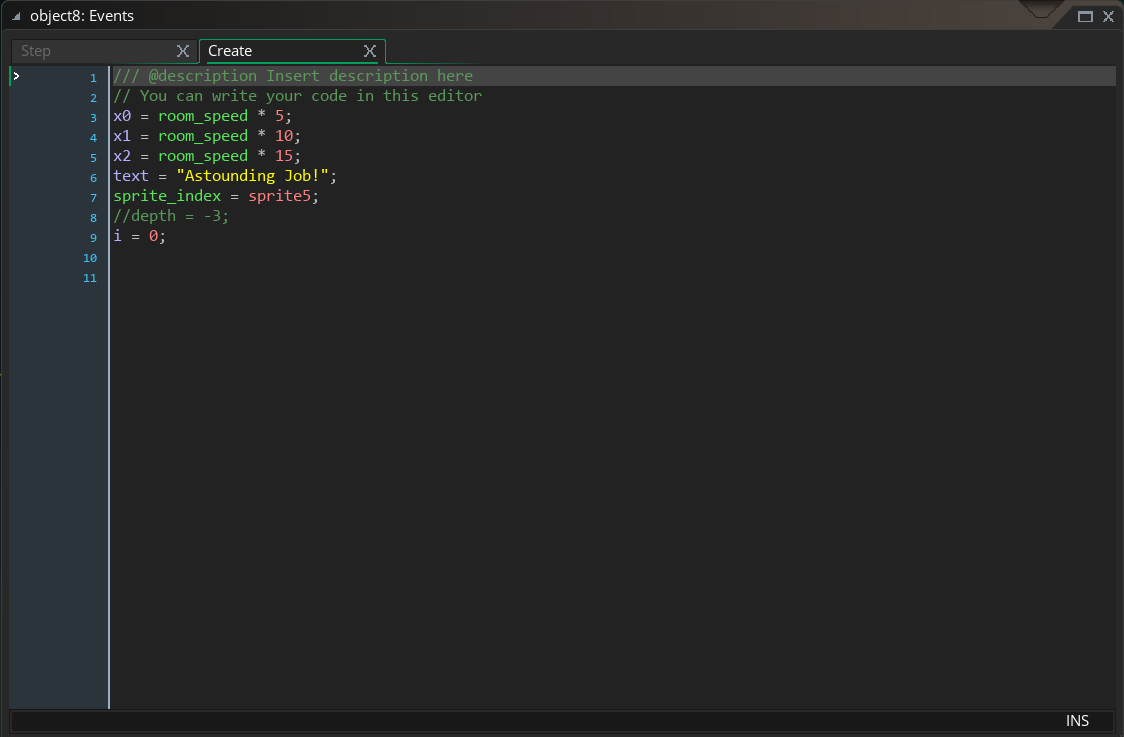 object8: Events
Step
Create
1 /// @description Insert description here
2 // You can write your code in this editor
3 x0 = room_speed * 5;
4 x1 = room_speed * 10;
5 x2 = room_speed * 15;
6 text = "Astounding Job!";
7 sprite_index = sprite5;
8 //depth = -3;
9 i = 0;
10
11
INS